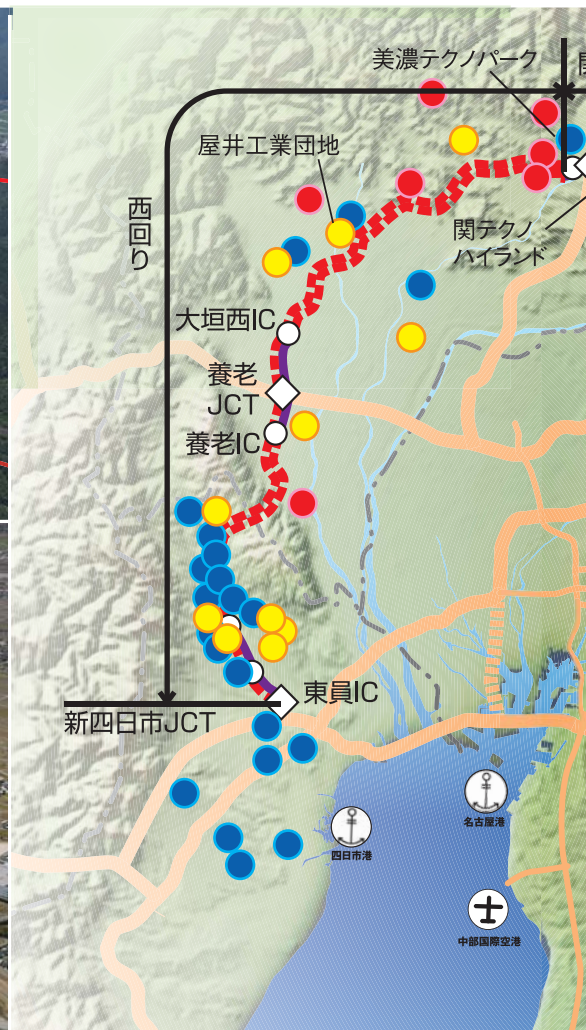 美濃テクノパーク
屋井工業団地
西回り
関テクノ
ハイランド
大垣西IC
養老
JCT
養老IC
東員IC
新四日市JCT
四日市港
名古屋港
中部国際空港